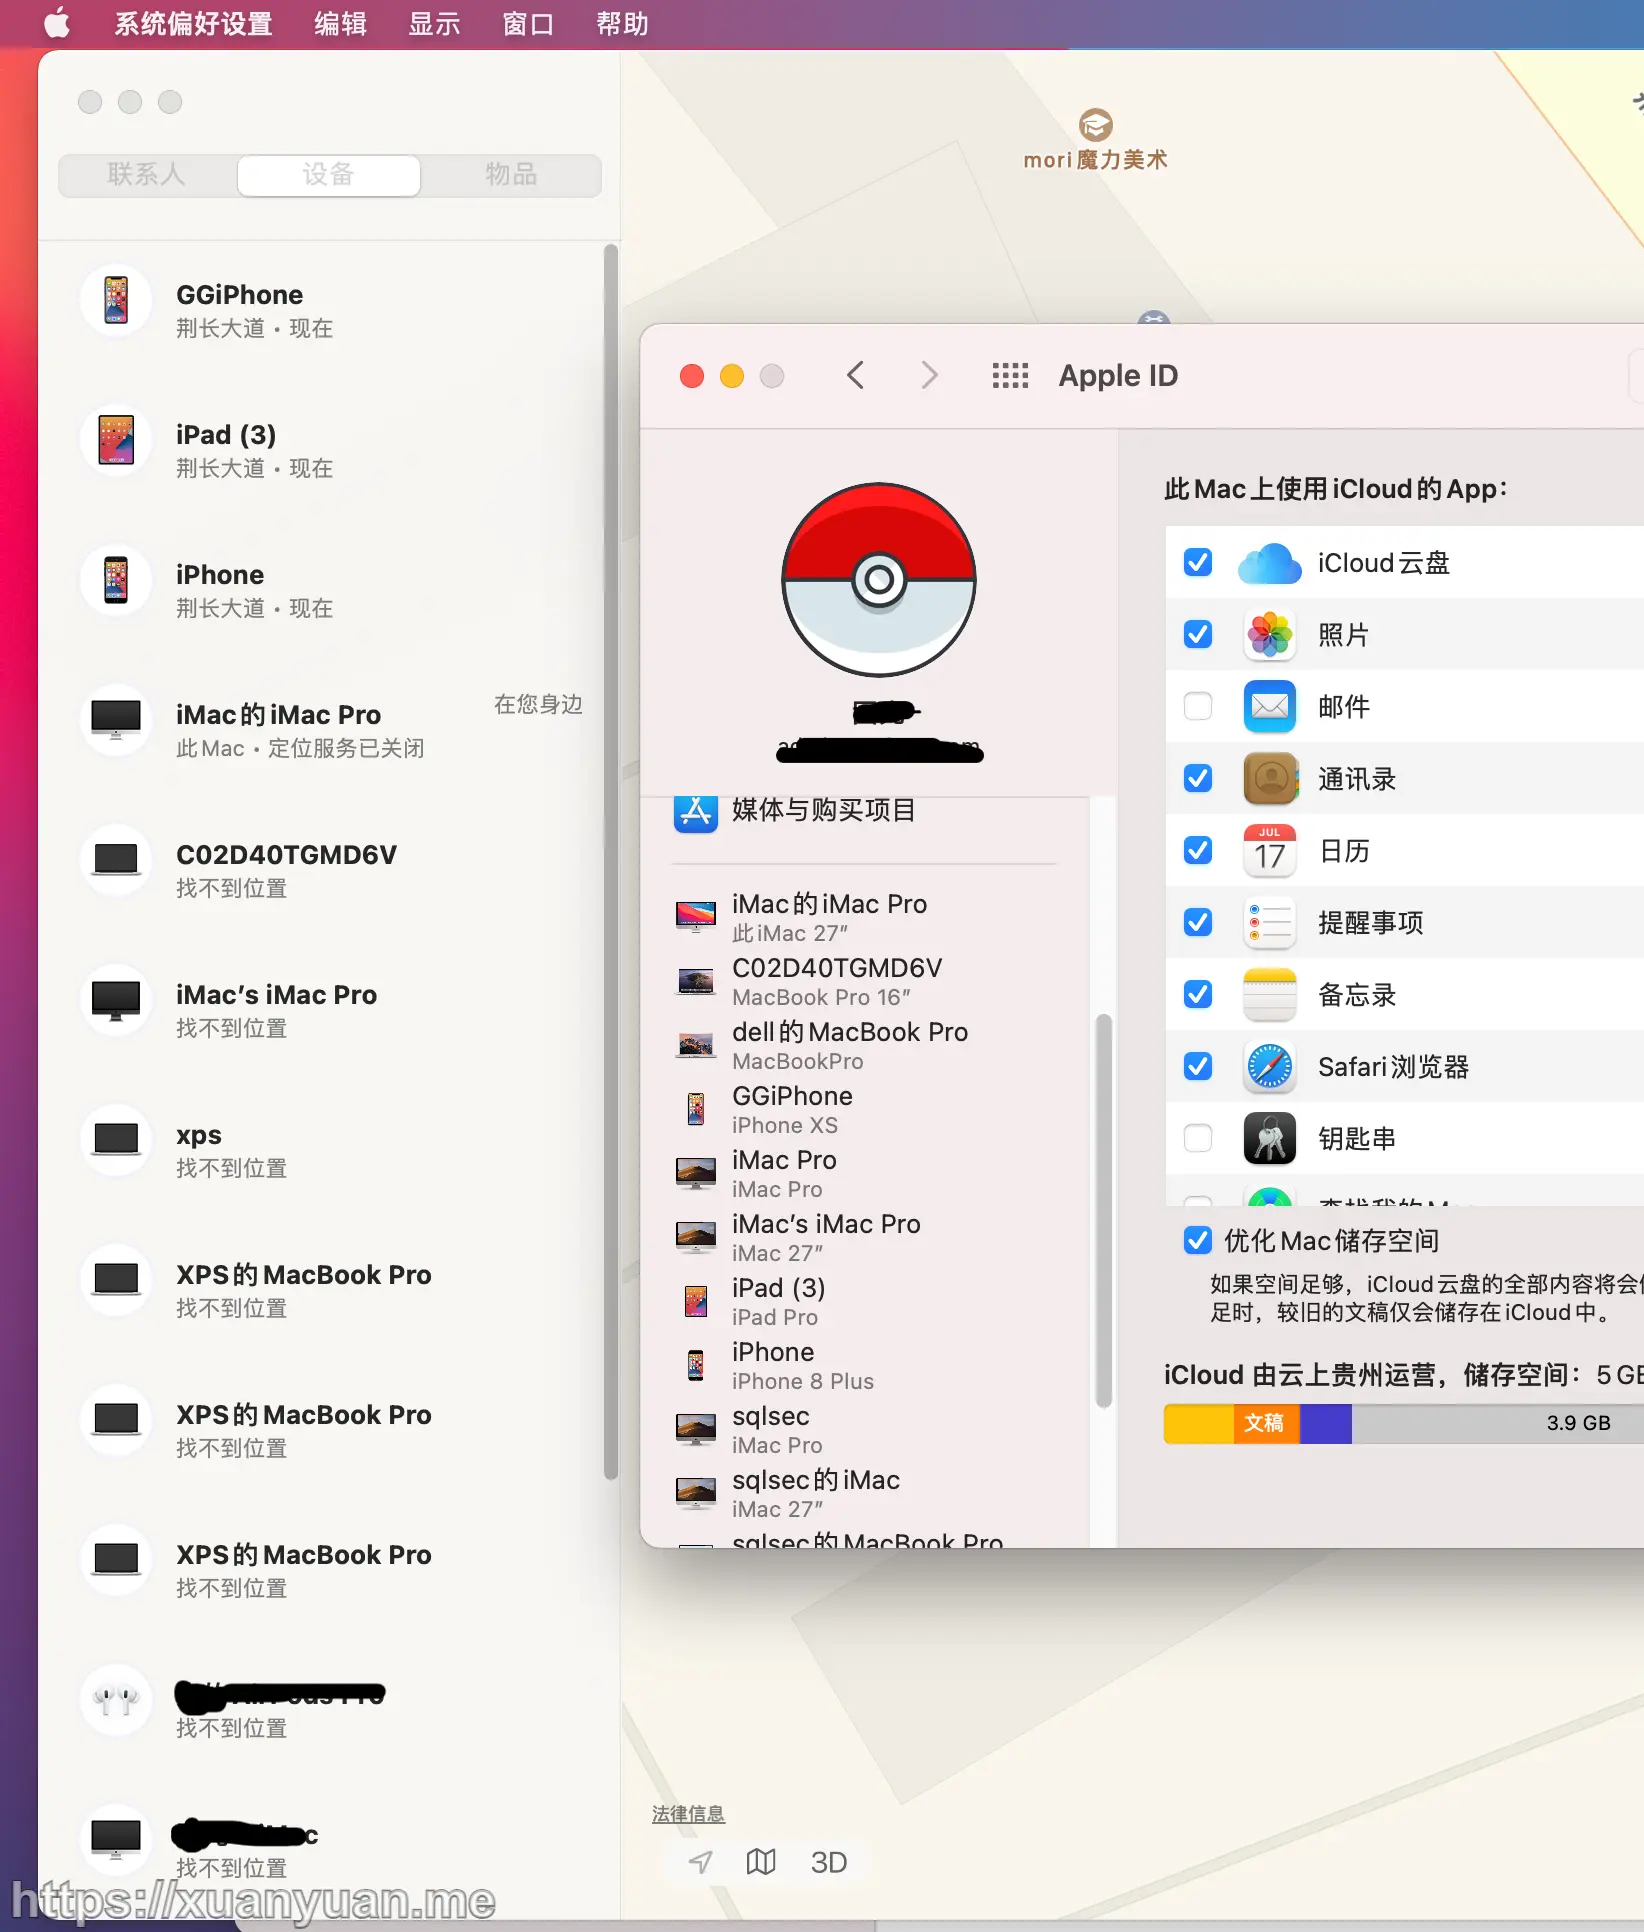 系统偏好设置 编辑 显示 窗口 帮助
联系人 设备 物品
GGiPhone
荆长大道 • 现在
iPad (3)
荆长大道 • 现在
iPhone
荆长大道 • 现在
iMac的iMac Pro
在您身边
此Mac • 定位服务已关闭
C02D40TGMD6V
找不到位置
iMac’s iMac Pro
找不到位置
xps
找不到位置
XPS的MacBook Pro
找不到位置
XPS的MacBook Pro
找不到位置
XPS的MacBook Pro
找不到位置
找不到位置
找不到位置
mori魔力美术
Apple ID
媒体与购买项目
iMac的iMac Pro
此iMac 27”
C02D40TGMD6V
MacBook Pro 16”
dell的MacBook Pro
MacBookPro
GGiPhone
iPhone XS
iMac Pro
iMac Pro
iMac’s iMac Pro
iMac 27”
iPad (3)
iPad Pro
iPhone
iPhone 8 Plus
sqlsec
iMac Pro
sqlsec的iMac
iMac 27”
sqlsec的MacBook Pro
此Mac上使用iCloud的App：
iCloud云盘
照片
邮件
通讯录
JUL
17
日历
提醒事项
备忘录
Safari浏览器
钥匙串
优化Mac储存空间
如果空间足够，iCloud云盘的全部内容将会
足时，较旧的文稿仅会储存在iCloud中。
iCloud 由云上贵州运营，储存空间：5 GB
文稿 3.9 GB
法律信息
3D
https://xuanyuan.me